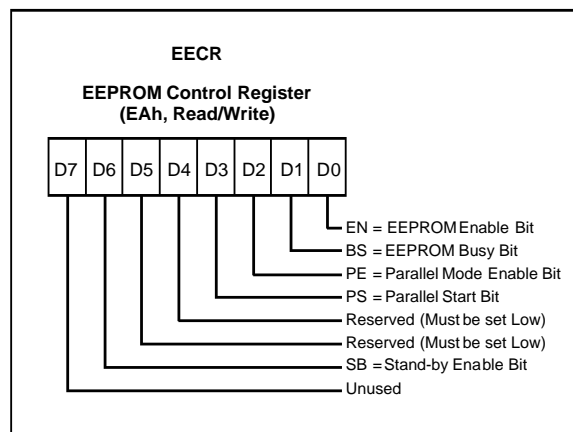 EECR
EEPROM Control Register
(EAh, Read/Write)
D7 D6 D5 D4 D3 D2 D1 D0
EN = EEPROM Enable Bit
BS = EEPROM Busy Bit
PE = Parallel Mode Enable Bit
PS = Parallel Start Bit
Reserved (Must be set Low)
Reserved (Must be set Low)
SB = Stand-by Enable Bit
Unused